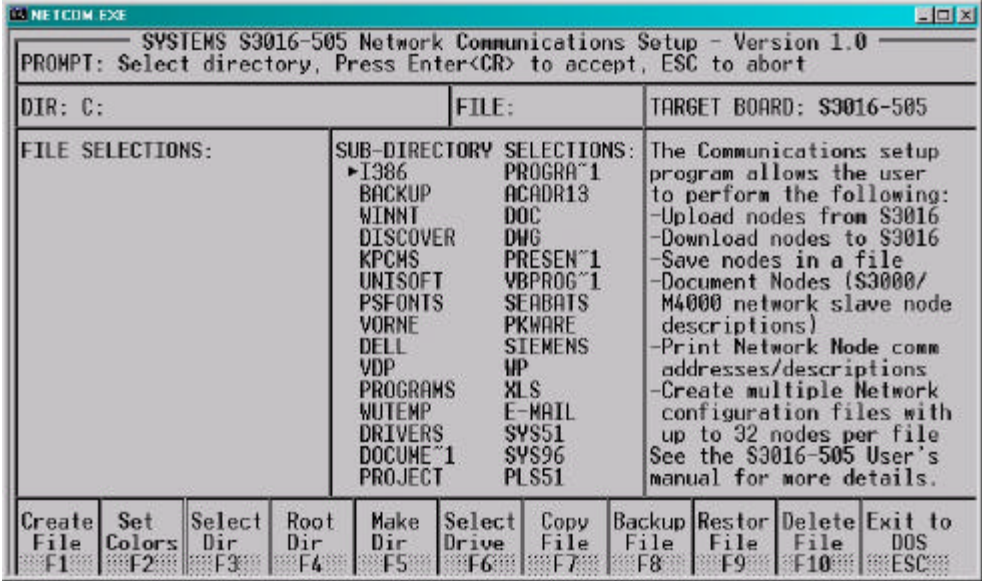 NETCOM.EXE
SYSTEMS S3016-505 Network Communications Setup - Version 1.0
PROMPT: Select directory, Press Enter<CR> to accept, ESC to abort
DIR: C:
FILE:
TARGET BOARD: S3016-505
FILE SELECTIONS:
SUB-DIRECTORY SELECTIONS:
►I386 PROGRA~1
BACKUP ACADR13
WINNT DOC
DISCOVER DWG
KPCMS PRESEN~1
UNISOFT VBPROG~1
PSFONTS SEABATS
VORNE PKWARE
DELL SIEMENS
VDP WP
PROGRAMS XLS
WUTEMP E-MAIL
DRIVERS SYS51
DOCUME~1 SYS96
PROJECT PLS51
The Communications setup
program allows the user
to perform the following:
-Upload nodes from S3016
-Download nodes to S3016
-Save nodes in a file
-Document Nodes (S3000/
M4000 network slave node
descriptions)
-Print Network Node comm
addresses/descriptions
-Create multiple Network
configuration files with
up to 32 nodes per file
See the S3016-505 User's
manual for more details.
Create File F1
Set Colors F2
Select Dir F3
Root Dir F4
Make Dir F5
Select Drive F6
Copy File F7
Backup File F8
Restor File F9
Delete File F10
Exit to DOS ESC